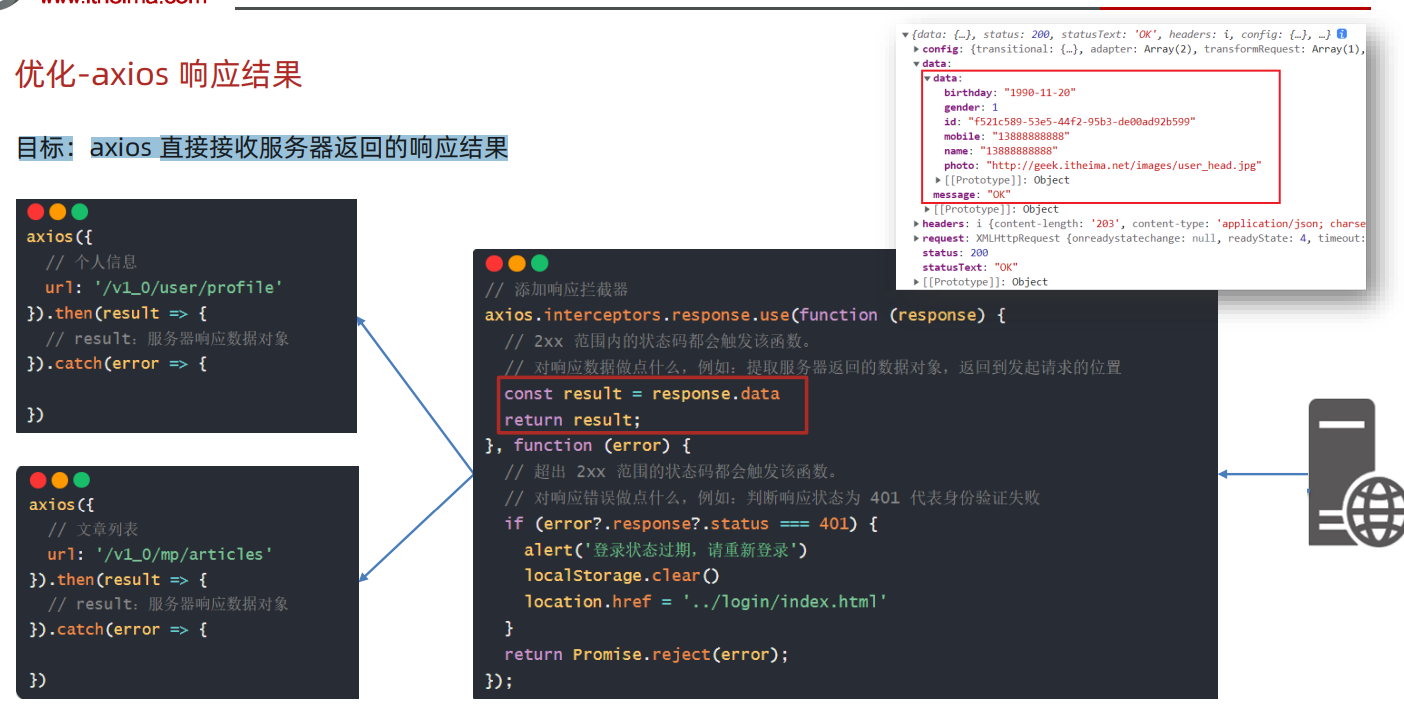 www.itheima.com
优化-axios 响应结果
目标：axios 直接接收服务器返回的响应结果
axios({
// 个人信息
url: '/v1_0/user/profile'
}).then(result => {
// result：服务器响应数据对象
}).catch(error => {
})
axios({
// 文章列表
url: '/v1_0/mp/articles'
}).then(result => {
// result：服务器响应数据对象
}).catch(error => {
})
// 添加响应拦截器
axios.interceptors.response.use(function (response) {
// 2xx 范围内的状态码都会触发该函数。
// 对响应数据做点什么，例如：提取服务器返回的数据对象，返回到发起请求的位置
const result = response.data
return result;
}, function (error) {
// 超出 2xx 范围的状态码都会触发该函数。
// 对响应错误做点什么，例如：判断响应状态为 401 代表身份验证失败
if (error?.response?.status === 401) {
alert('登录状态过期，请重新登录')
localStorage.clear()
location.href = '../login/index.html'
}
return Promise.reject(error);
});
{data: {…}, status: 200, statusText: 'OK', headers: i, config: {…}, …}
config: {transitional: {…}, adapter: Array(2), transformRequest: Array(1),
data:
data:
birthday: "1990-11-20"
gender: 1
id: "f521c589-53e5-44f2-95b3-de00ad92b599"
mobile: "13888888888"
name: "13888888888"
photo: "http://geek.itheima.net/images/user_head.jpg"
[[Prototype]]: Object
message: "OK"
[[Prototype]]: Object
headers: i {content-length: '203', content-type: 'application/json; charse
request: XMLHttpRequest {onreadystatechange: null, readyState: 4, timeout:
status: 200
statusText: "OK"
[[Prototype]]: Object